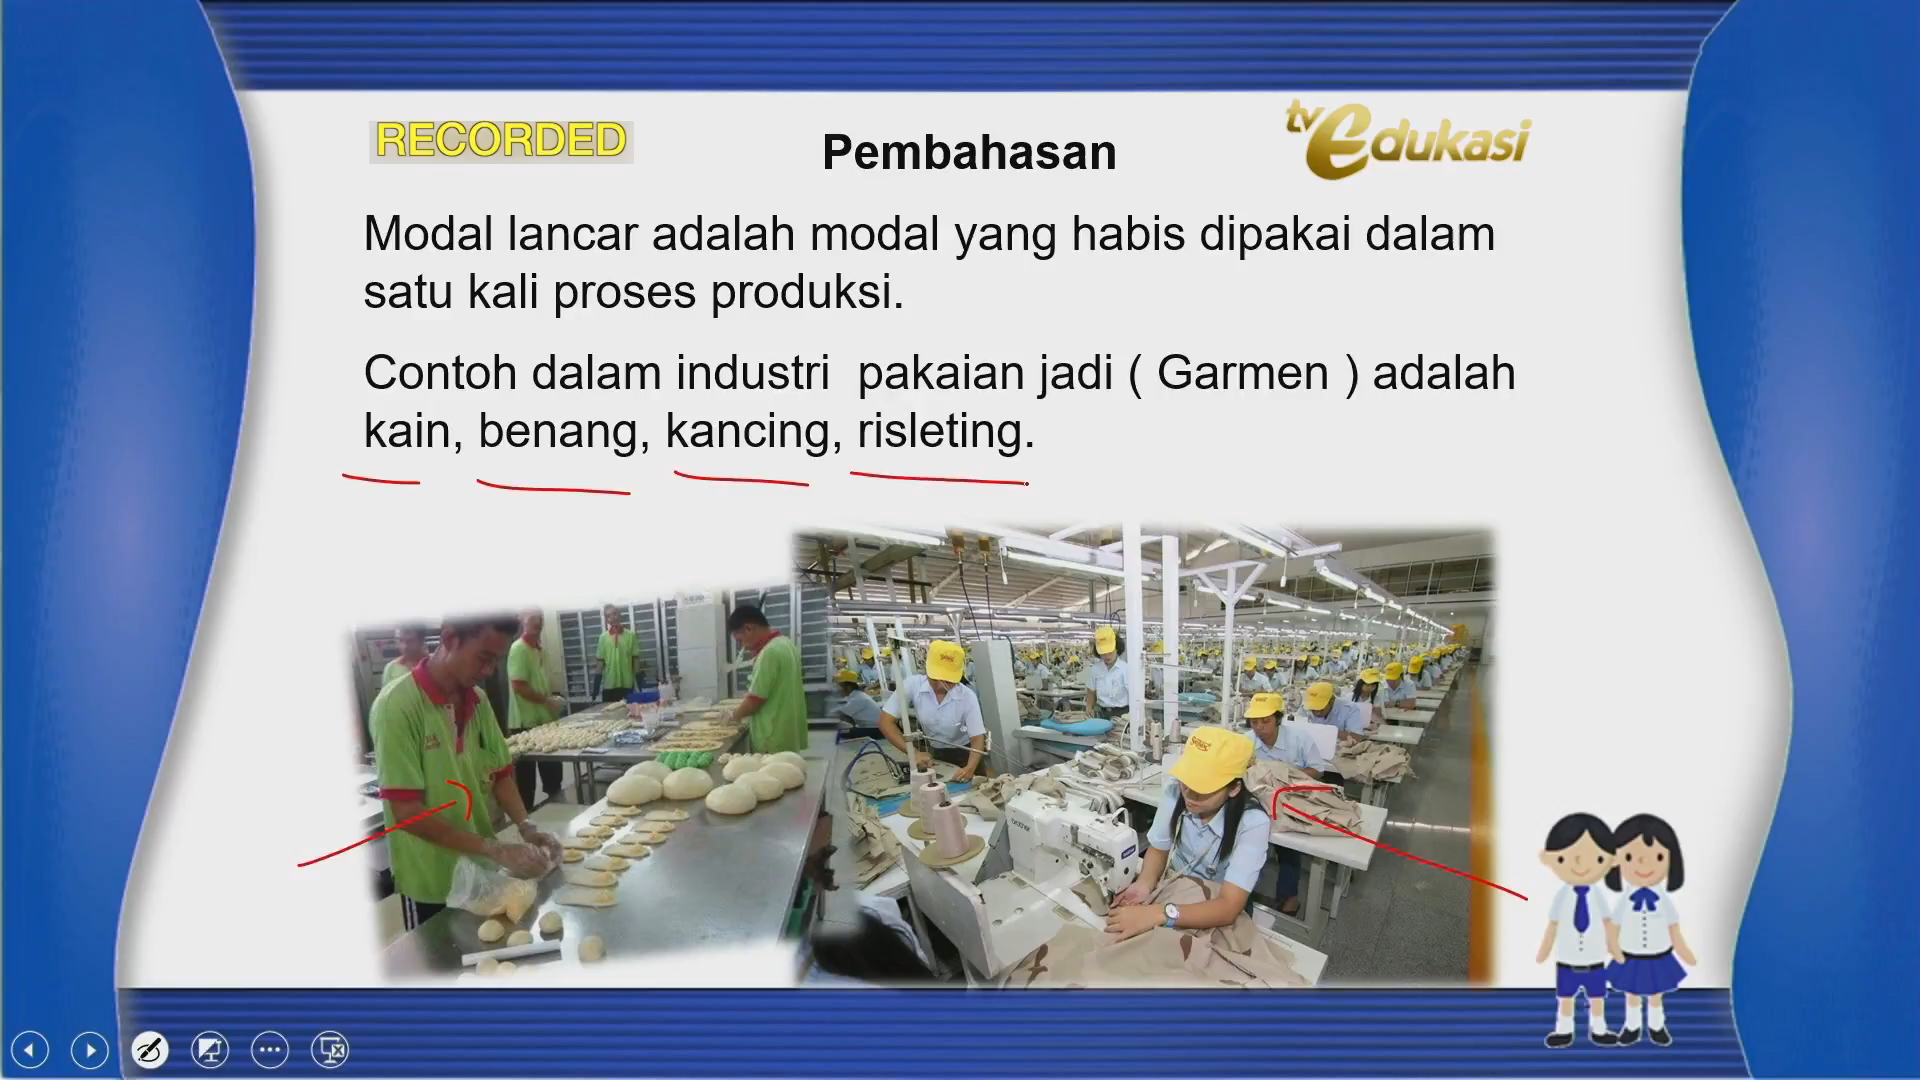 RECORDED
Pembahasan
tv edukasi
Modal lancar adalah modal yang habis dipakai dalam
satu kali proses produksi.
Contoh dalam industri  pakaian jadi ( Garmen ) adalah
kain, benang, kancing, risleting.